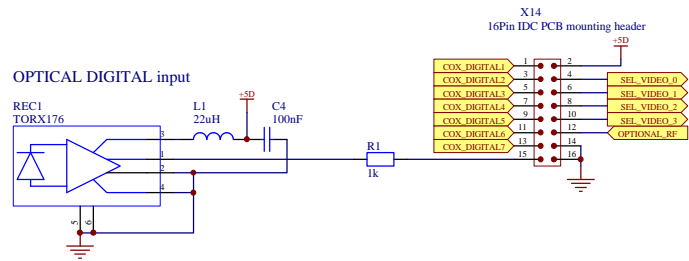 X14
16Pin IDC PCB mounting header
+5D
OPTICAL DIGITAL input
REC1
TORX176
L1
22uH
+5D
C4
100nF
R1
1k
3
1
2
4
5
6
COX_DIGITAL1 1 2
COX_DIGITAL2 3 4 SEL_VIDEO_0
COX_DIGITAL3 5 6 SEL_VIDEO_1
COX_DIGITAL4 7 8 SEL_VIDEO_2
COX_DIGITAL5 9 10 SEL_VIDEO_3
COX_DIGITAL6 11 12 OPTIONAL_RF
COX_DIGITAL7 13 14
15 16